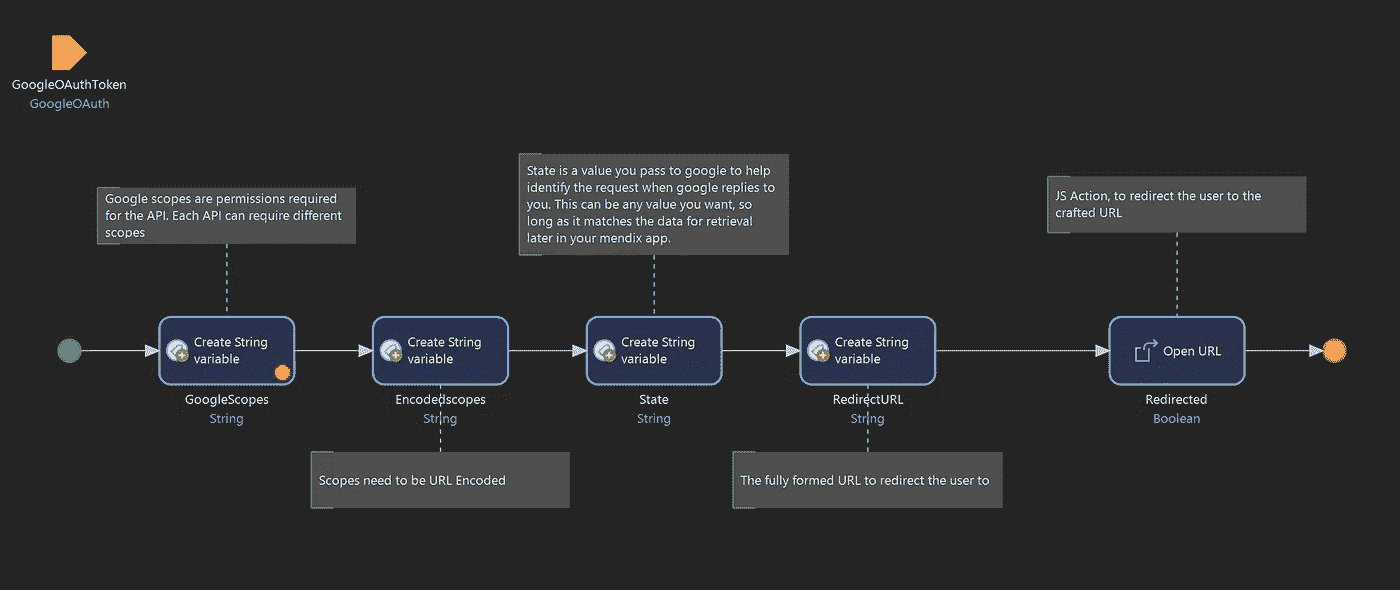 GoogleOAuthToken
GoogleOAuth
Google scopes are permissions required
for the API. Each API can require different
scopes
State is a value you pass to google to help
identify the request when google replies to
you. This can be any value you want, so
long as it matches the data for retrieval
later in your mendix app.
JS Action, to redirect the user to the
crafted URL
Create String
variable
GoogleScopes
String
Create String
variable
Encodedscopes
String
Create String
variable
State
String
Create String
variable
RedirectURL
String
Open URL
Redirected
Boolean
Scopes need to be URL Encoded
The fully formed URL to redirect the user to